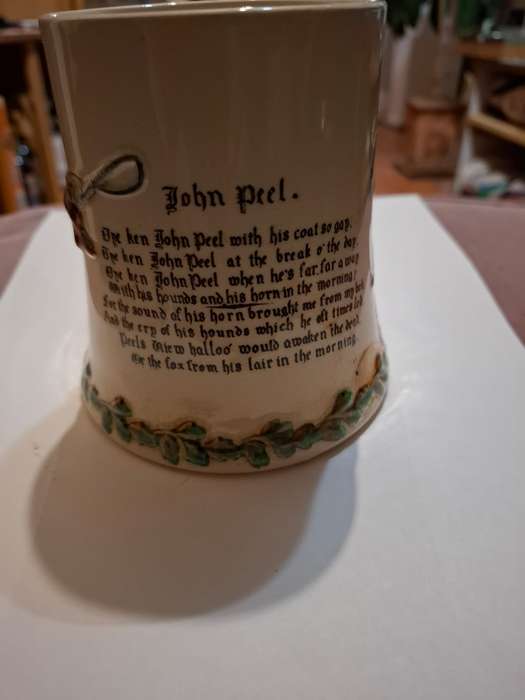 John Peel.
D'ye ken John Peel with his coat so gay.
D'ye ken John Peel at the break o' the day.
D'ye ken John Peel when he's far, far away
With his hounds and his horn in the morning!
For the sound of his horn brought me from my bed
And the cry of his hounds which he oft times led
Peels View halloo would awaken the dead.
Or the fox from his lair in the morning.